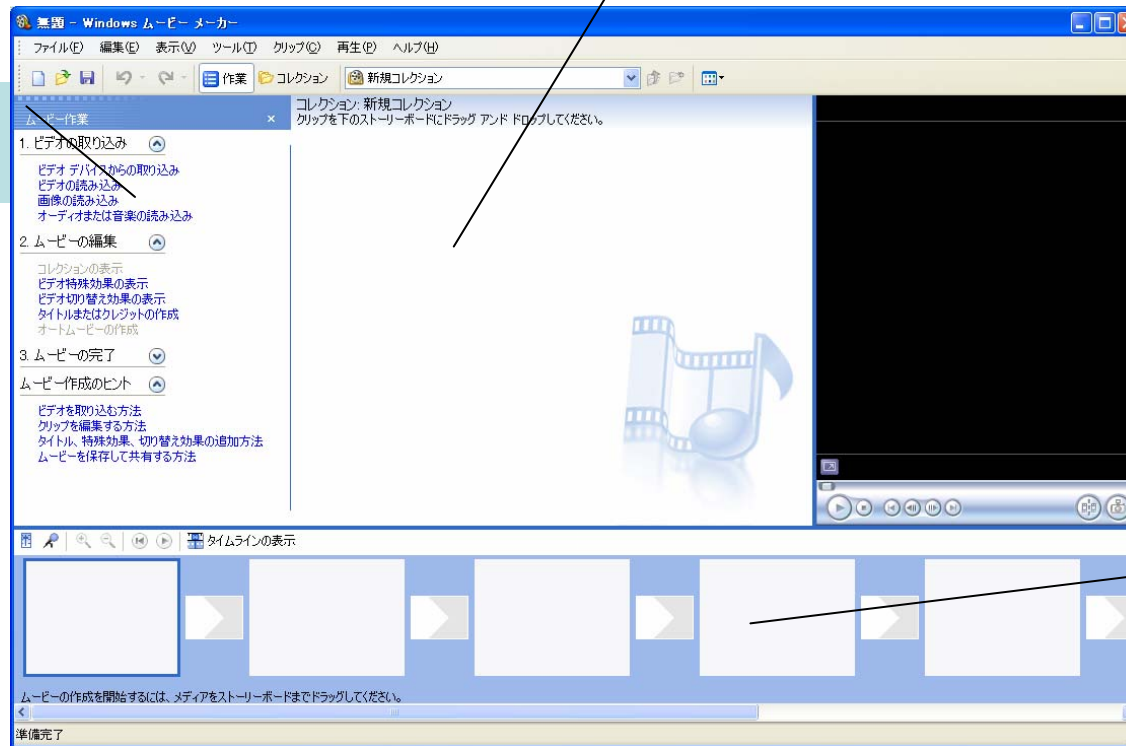 無題 - Windows ムービー メーカー
ファイル(F) 編集(E) 表示(V) ツール(T) クリップ(C) 再生(P) ヘルプ(H)
作業 コレクション 新規コレクション
ムービー作業
コレクション: 新規コレクション
クリップを下のストーリーボードにドラッグ アンド ドロップしてください。
1. ビデオの取り込み
ビデオ デバイスからの取り込み
ビデオの読み込み
画像の読み込み
オーディオまたは音楽の読み込み
2. ムービーの編集
コレクションの表示
ビデオ特殊効果の表示
ビデオ切り替え効果の表示
タイトルまたはクレジットの作成
オートムービーの作成
3. ムービーの完了
ムービー作成のヒント
ビデオを取り込む方法
クリップを編集する方法
タイトル、特殊効果、切り替え効果の追加方法
ムービーを保存して共有する方法
タイムラインの表示
ムービーの作成を開始するには、メディアをストーリーボードまでドラッグしてください。
準備完了